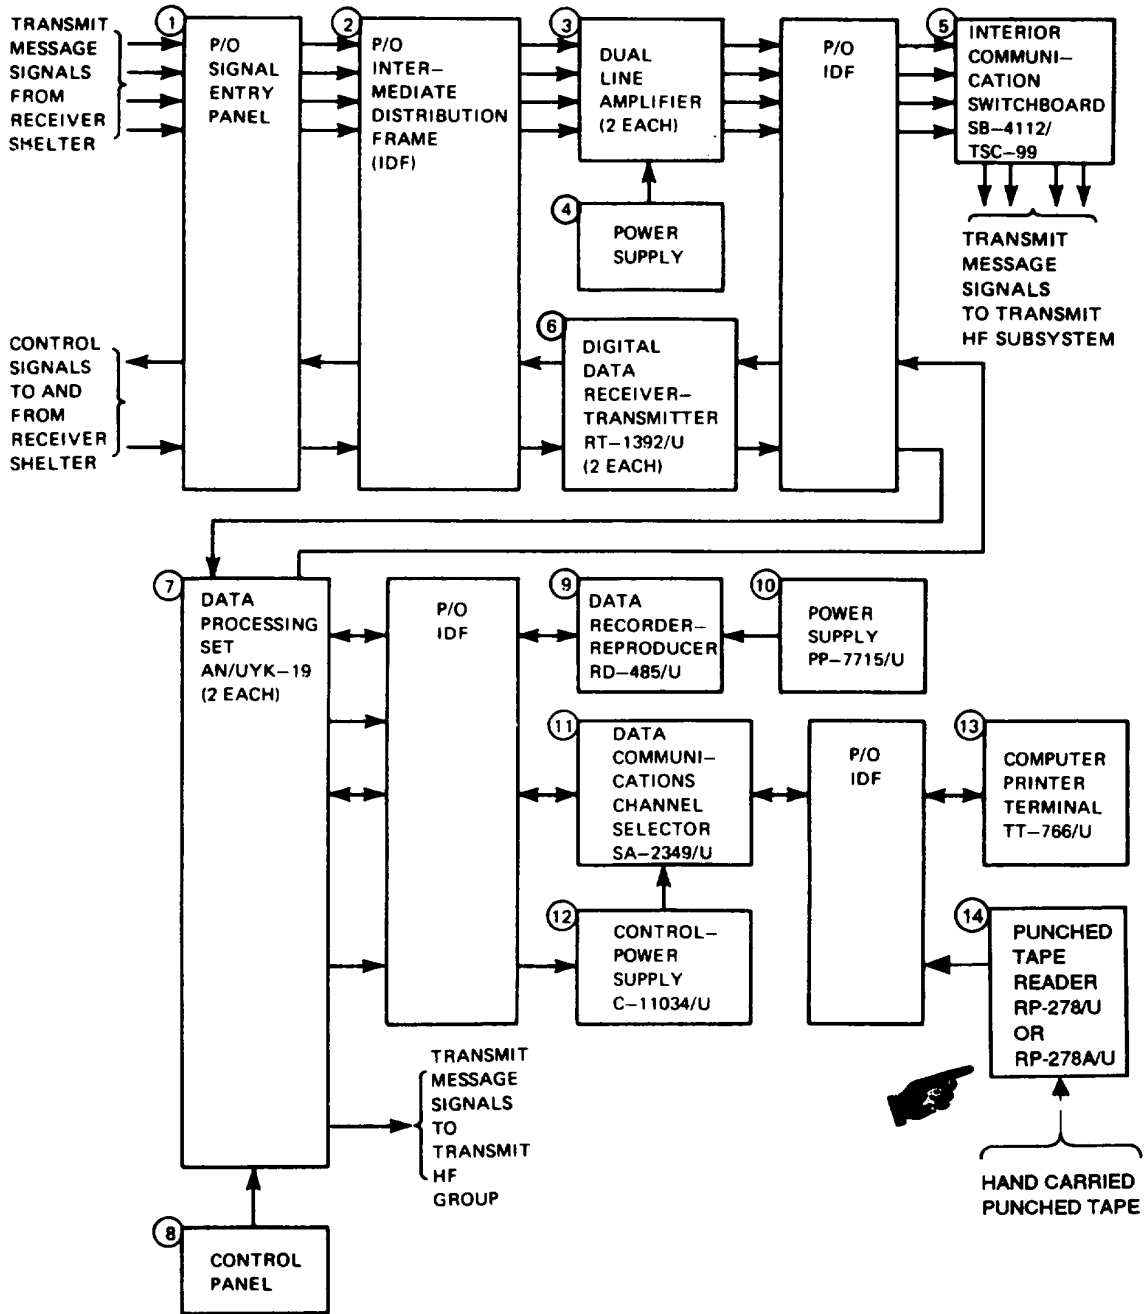 TRANSMIT
MESSAGE
SIGNALS
FROM
RECEIVER
SHELTER
1
P/O
SIGNAL
ENTRY
PANEL
2
P/O
INTER-
MEDIATE
DISTRIBUTION
FRAME
(IDF)
3
DUAL
LINE
AMPLIFIER
(2 EACH)
P/O
IDF
5
INTERIOR
COMMUNI-
CATION
SWITCHBOARD
SB-4112/
TSC-99
4
POWER
SUPPLY
TRANSMIT
MESSAGE
SIGNALS
TO TRANSMIT
HF SUBSYSTEM
CONTROL
SIGNALS
TO AND
FROM
RECEIVER
SHELTER
6
DIGITAL
DATA
RECEIVER-
TRANSMITTER
RT-1392/U
(2 EACH)
7
DATA
PROCESSING
SET
AN/UYK-19
(2 EACH)
P/O
IDF
9
DATA
RECORDER-
REPRODUCER
RD-485/U
10
POWER
SUPPLY
PP-7715/U
11
DATA
COMMUNI-
CATIONS
CHANNEL
SELECTOR
SA-2349/U
P/O
IDF
13
COMPUTER
PRINTER
TERMINAL
TT-766/U
12
CONTROL-
POWER
SUPPLY
C-11034/U
14
PUNCHED
TAPE
READER
RP-278/U
OR
RP-278A/U
TRANSMIT
MESSAGE
SIGNALS
TO
TRANSMIT
HF
GROUP
HAND CARRIED
PUNCHED TAPE
8
CONTROL
PANEL